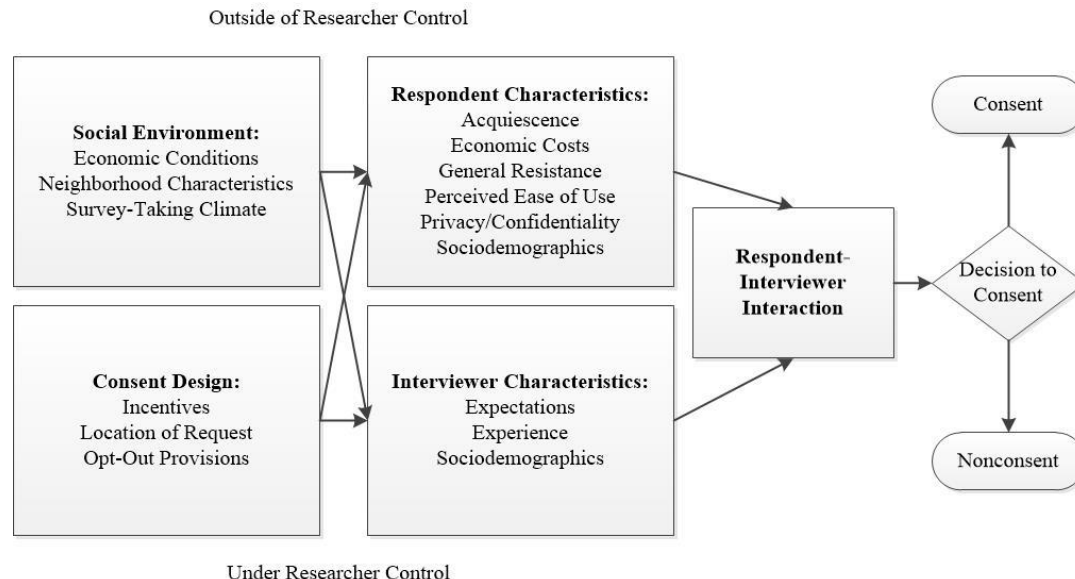 Outside of Researcher Control
Social Environment:
Economic Conditions
Neighborhood Characteristics
Survey-Taking Climate
Respondent Characteristics:
Acquiescence
Economic Costs
General Resistance
Perceived Ease of Use
Privacy/Confidentiality
Sociodemographics
Consent Design:
Incentives
Location of Request
Opt-Out Provisions
Interviewer Characteristics:
Expectations
Experience
Sociodemographics
Respondent-
Interviewer
Interaction
Consent
Decision to
Consent
Nonconsent
Under Researcher Control